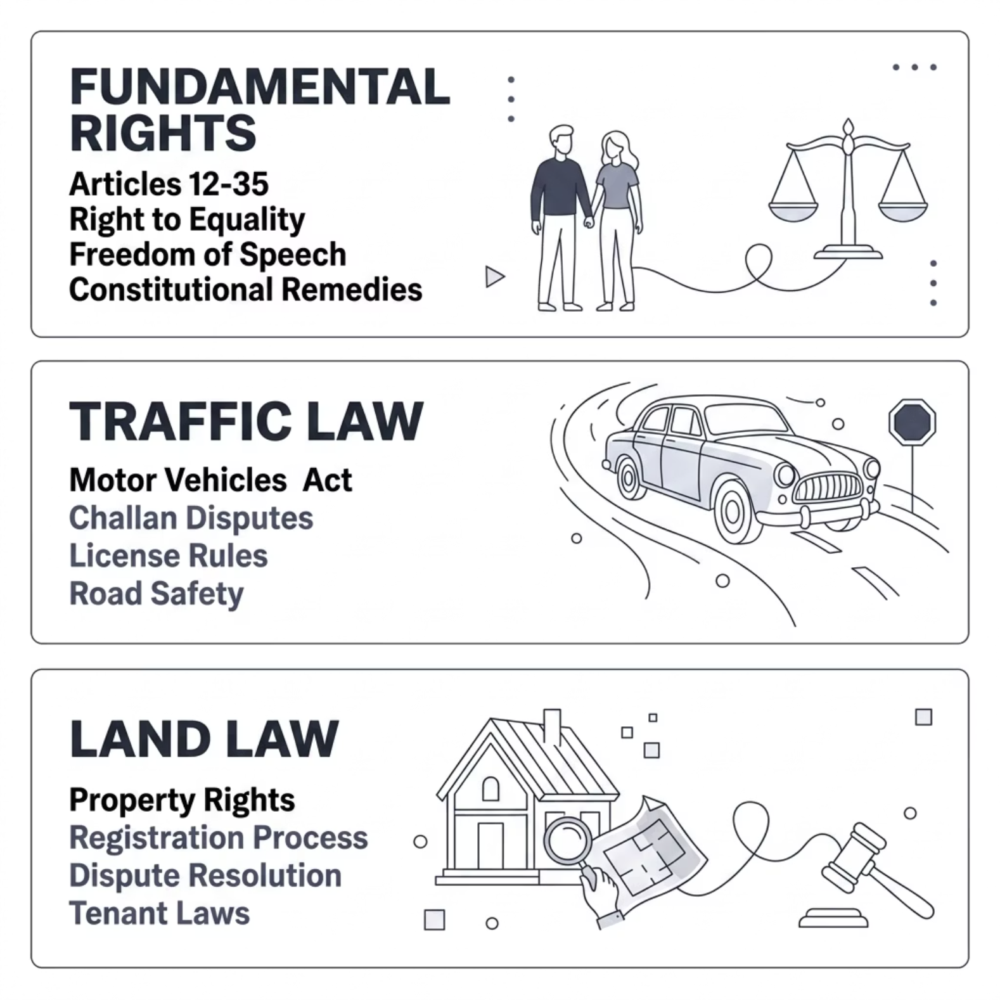 FUNDAMENTAL
RIGHTS
Articles 12-35
Right to Equality
Freedom of Speech
Constitutional Remedies
TRAFFIC LAW
Motor Vehicles  Act
Challan Disputes
License Rules
Road Safety
LAND LAW
Property Rights
Registration Process
Dispute Resolution
Tenant Laws